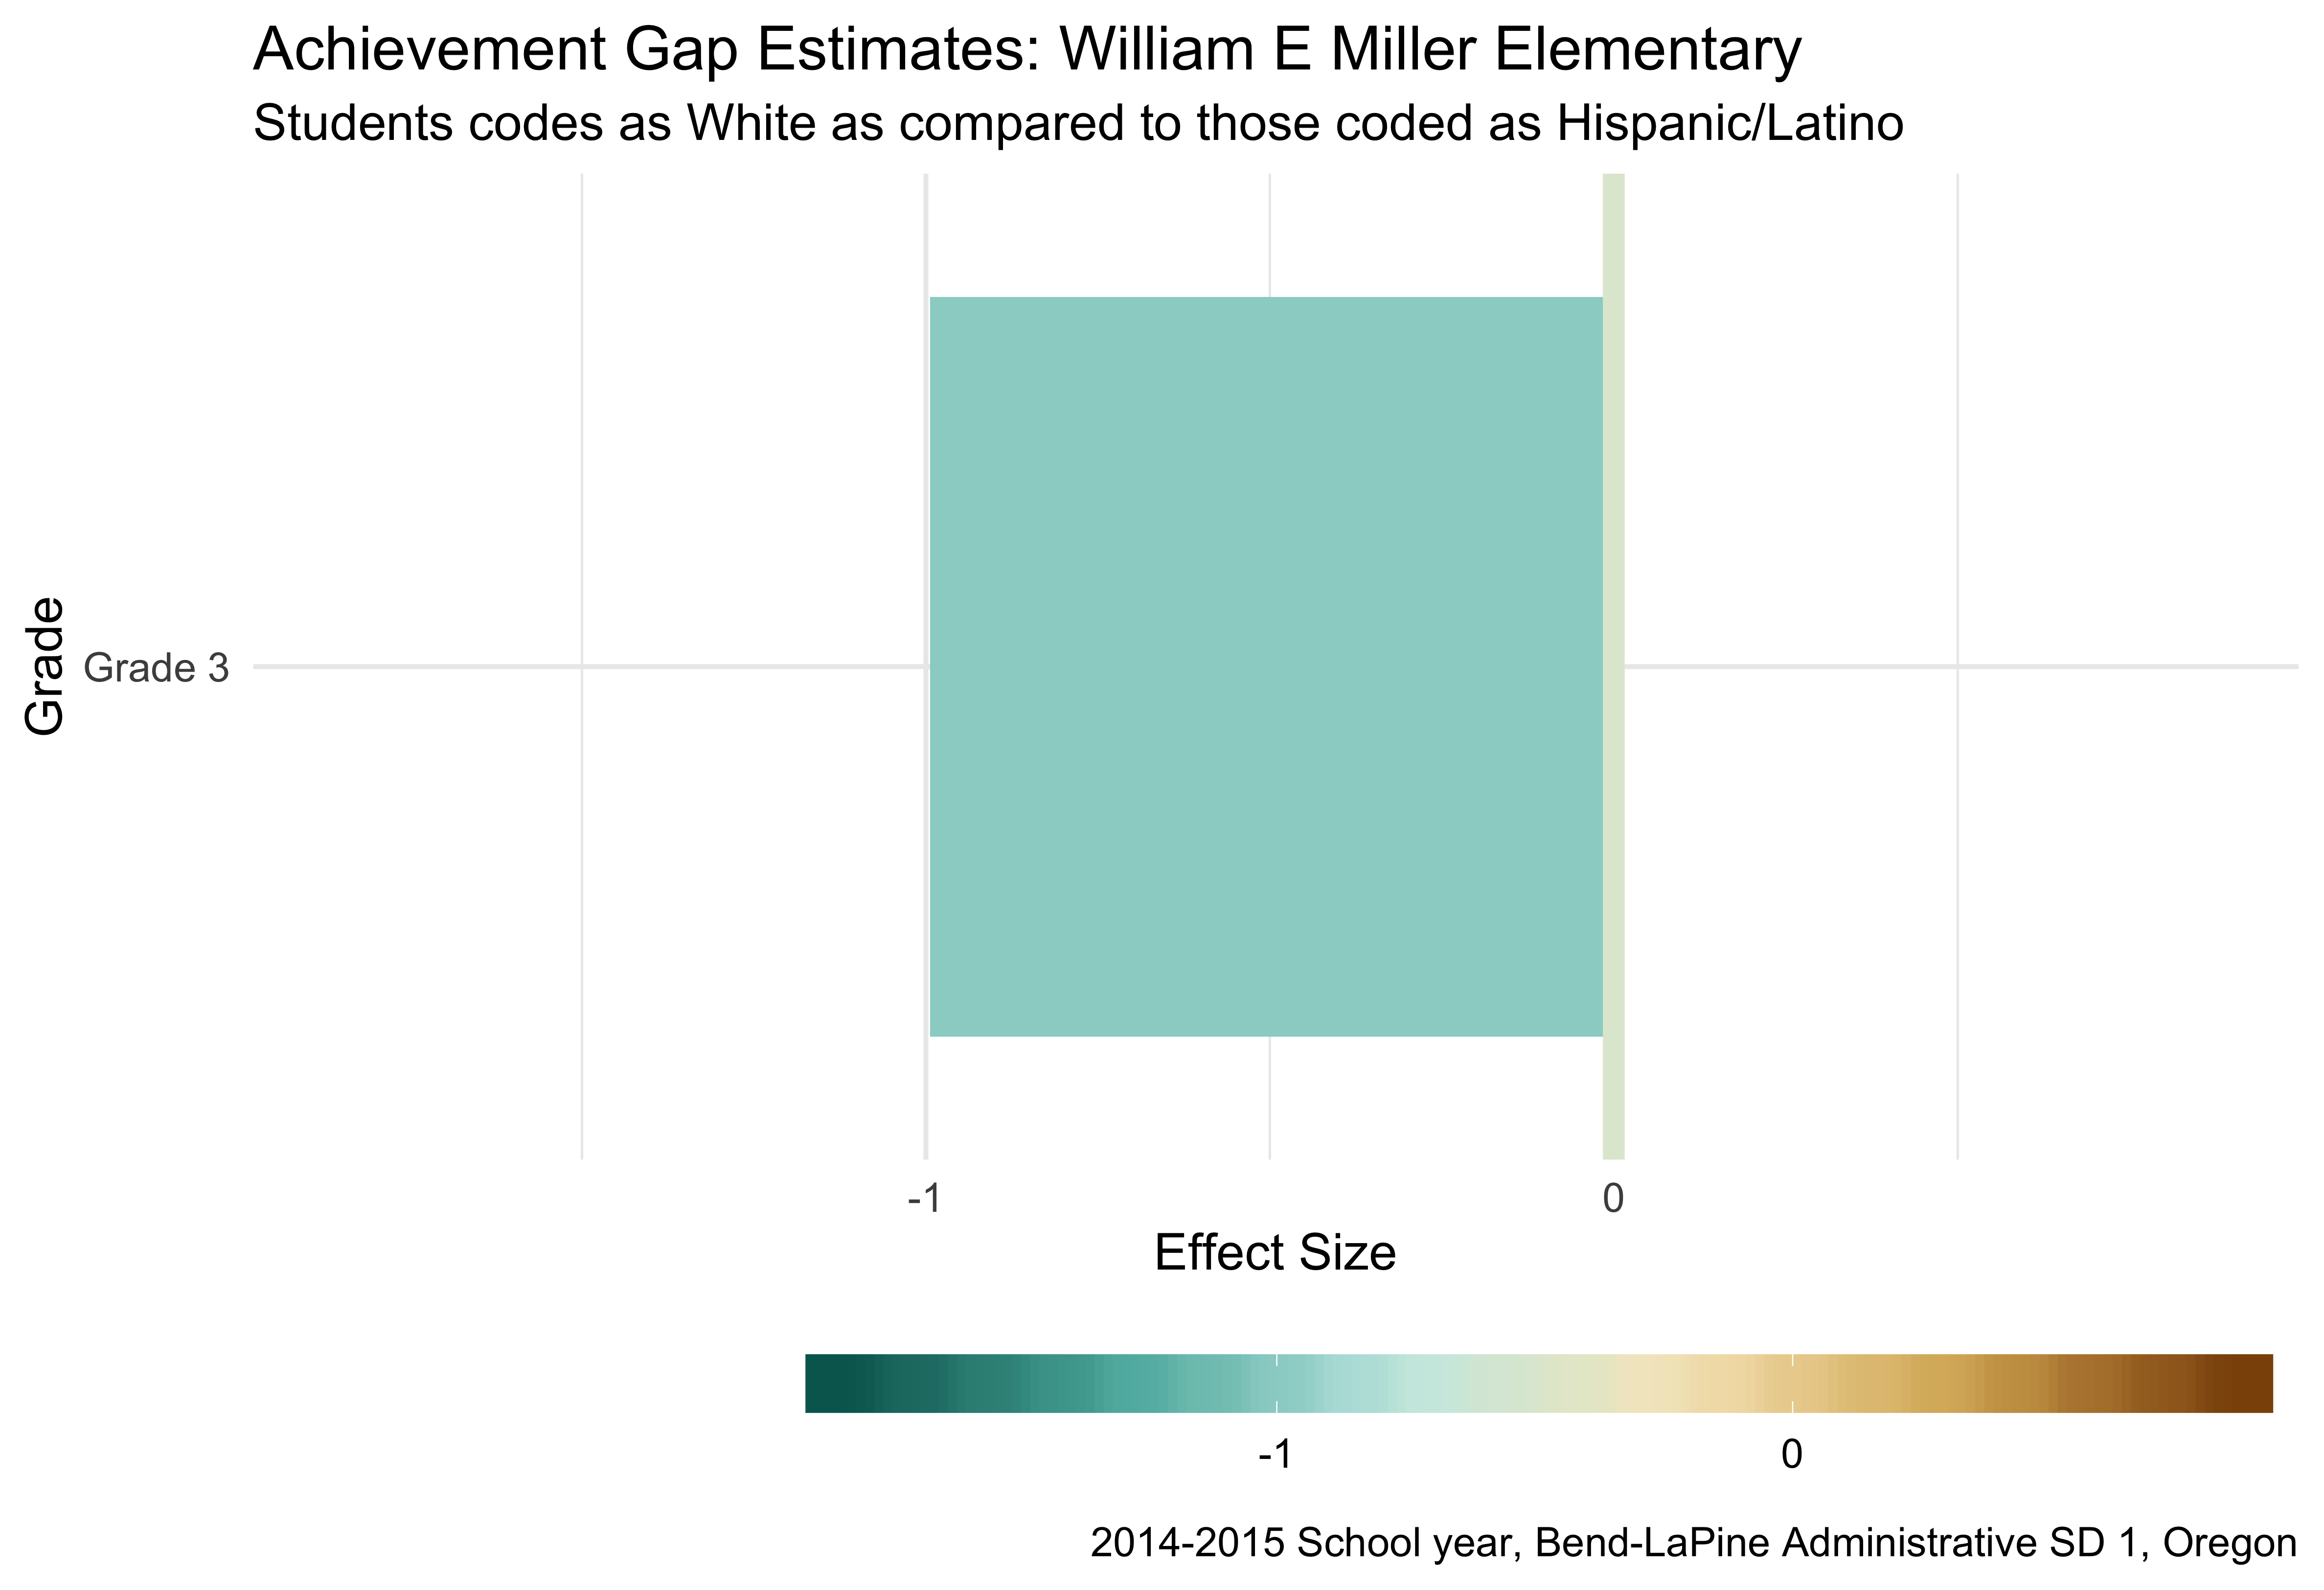 Achievement Gap Estimates: William E Miller Elementary
Students codes as White as compared to those coded as Hispanic/Latino
Grade
Grade 3
-1 0
Effect Size
-1 0
2014-2015 School year, Bend-LaPine Administrative SD 1, Oregon